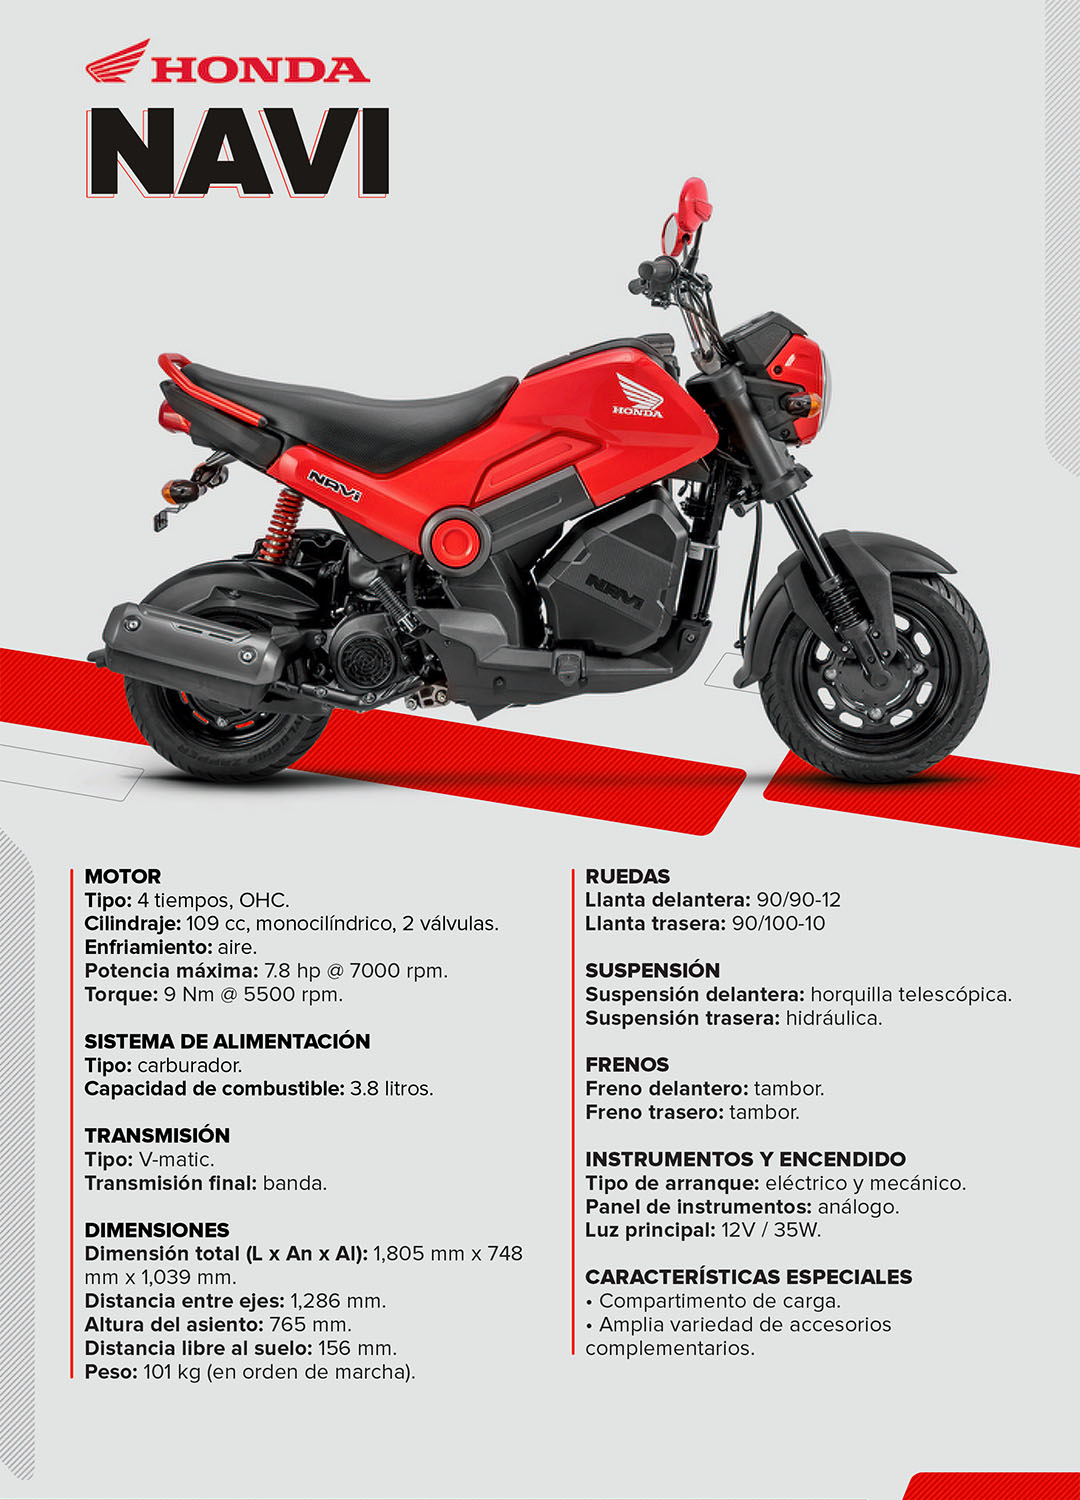 HONDA
NAVI
HONDA
NAVi
NAVi
MOTOR
Tipo: 4 tiempos, OHC.
Cilindraje: 109 cc, monocilíndrico, 2 válvulas.
Enfriamiento: aire.
Potencia máxima: 7.8 hp @ 7000 rpm.
Torque: 9 Nm @ 5500 rpm.
SISTEMA DE ALIMENTACIÓN
Tipo: carburador.
Capacidad de combustible: 3.8 litros.
TRANSMISIÓN
Tipo: V-matic.
Transmisión final: banda.
DIMENSIONES
Dimensión total (L x An x Al): 1,805 mm x 748
mm x 1,039 mm.
Distancia entre ejes: 1,286 mm.
Altura del asiento: 765 mm.
Distancia libre al suelo: 156 mm.
Peso: 101 kg (en orden de marcha).
RUEDAS
Llanta delantera: 90/90-12
Llanta trasera: 90/100-10
SUSPENSIÓN
Suspensión delantera: horquilla telescópica.
Suspensión trasera: hidráulica.
FRENOS
Freno delantero: tambor.
Freno trasero: tambor.
INSTRUMENTOS Y ENCENDIDO
Tipo de arranque: eléctrico y mecánico.
Panel de instrumentos: análogo.
Luz principal: 12V / 35W.
CARACTERÍSTICAS ESPECIALES
• Compartimento de carga.
• Amplia variedad de accesorios
complementarios.